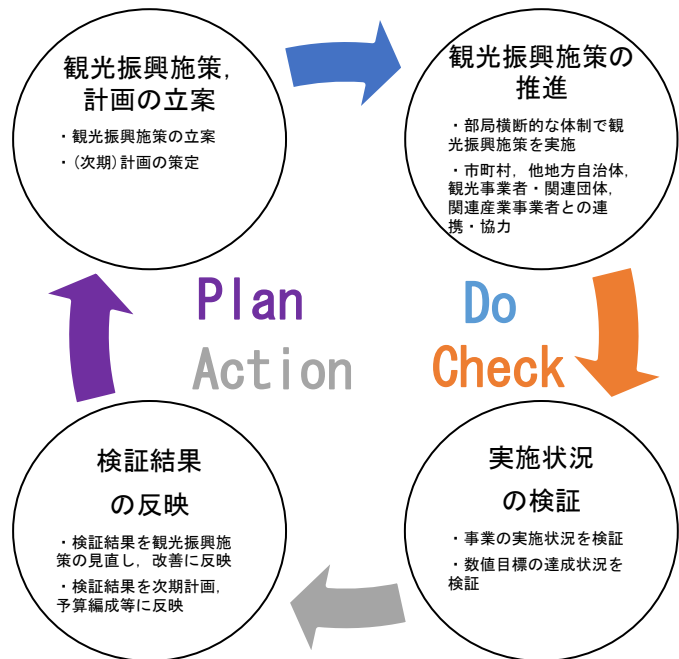 観光振興施策，
計画の立案
・観光振興施策の立案
・(次期)計画の策定
観光振興施策の
推進
・部局横断的な体制で観
光振興施策を実施
・市町村，他地方自治体，
観光事業者・関連団体，
関連産業事業者との連
携・協力
Plan
Do
Action
Check
検証結果
の反映
・検証結果を観光振興施
策の見直し，改善に反映
・検証結果を次期計画，
予算編成等に反映
実施状況
の検証
・事業の実施状況を検証
・数値目標の達成状況を
検証